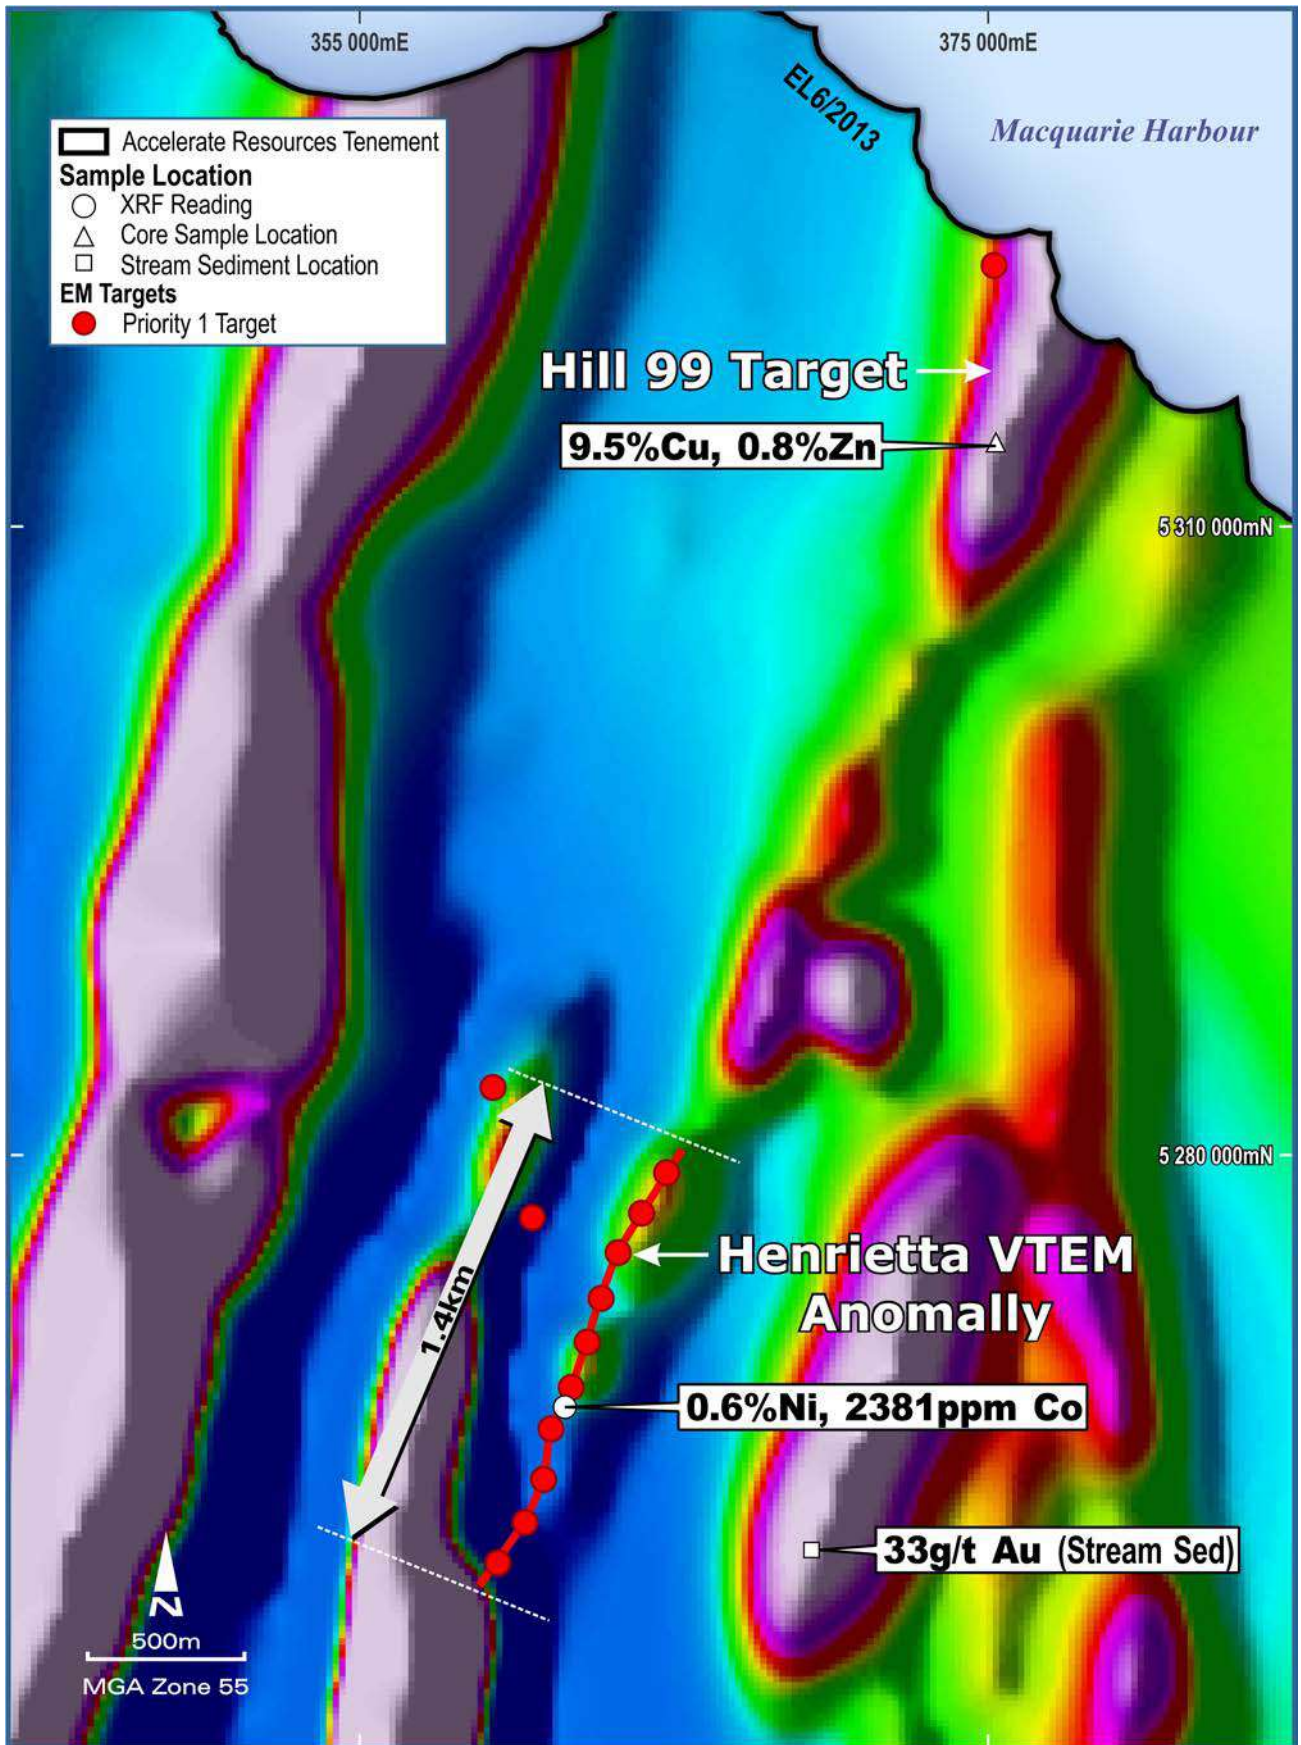 355 000mE
375 000mE
EL6/2013
Macquarie Harbour
Accelerate Resources Tenement
Sample Location
XRF Reading
Core Sample Location
Stream Sediment Location
EM Targets
Priority 1 Target
Hill 99 Target
9.5%Cu, 0.8%Zn
5 310 000mN
5 280 000mN
Henrietta VTEM
Anomally
1.4km
0.6%Ni, 2381ppm Co
33g/t Au (Stream Sed)
N
500m
MGA Zone 55